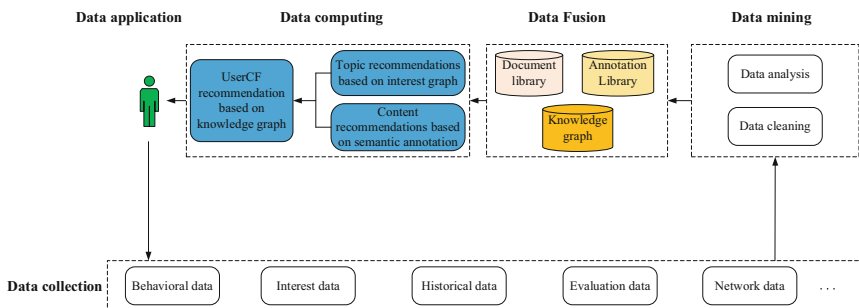 Data application
Data computing
Data Fusion
Data mining
UserCF
recommendation
based on
knowledge graph
Topic recommendations
based on interest graph
Content
recommendations based
on semantic annotation
Document
library
Annotation
Library
Knowledge
graph
Data analysis
Data cleaning
Data collection
Behavioral data
Interest data
Historical data
Evaluation data
Network data
...